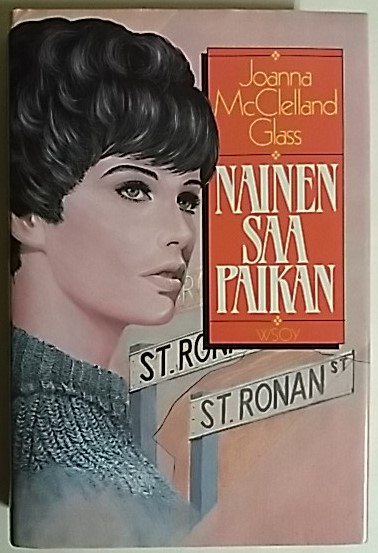 Joanna
McClelland
Glass
NAINEN
SAA
PAIKAN
WSOY
R
ST. RON
ST. RONAN ST